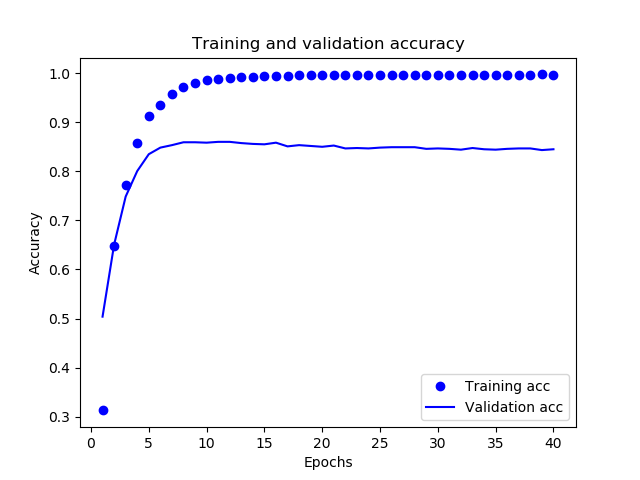 Training and validation accuracy
1.0
0.9
0.8
0.7
0.6
0.5
0.4
0.3
Accuracy
Training acc
Validation acc
0 5 10 15 20 25 30 35 40
Epochs